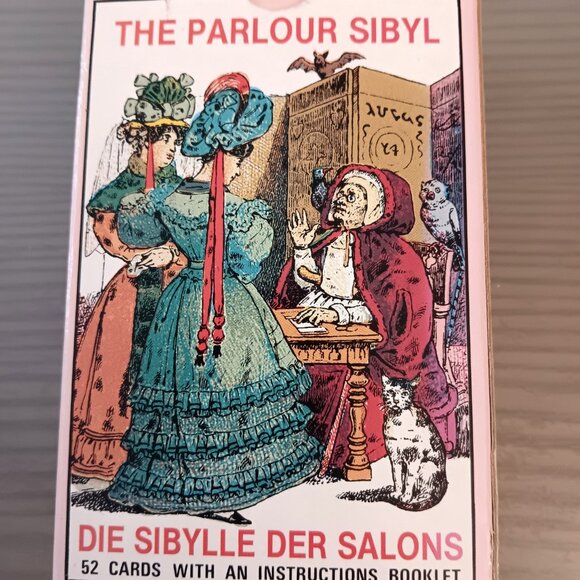 THE PARLOUR SIBYL
DIE SIBYLLE DER SALONS
52 CARDS WITH AN INSTRUCTIONS BOOKLET